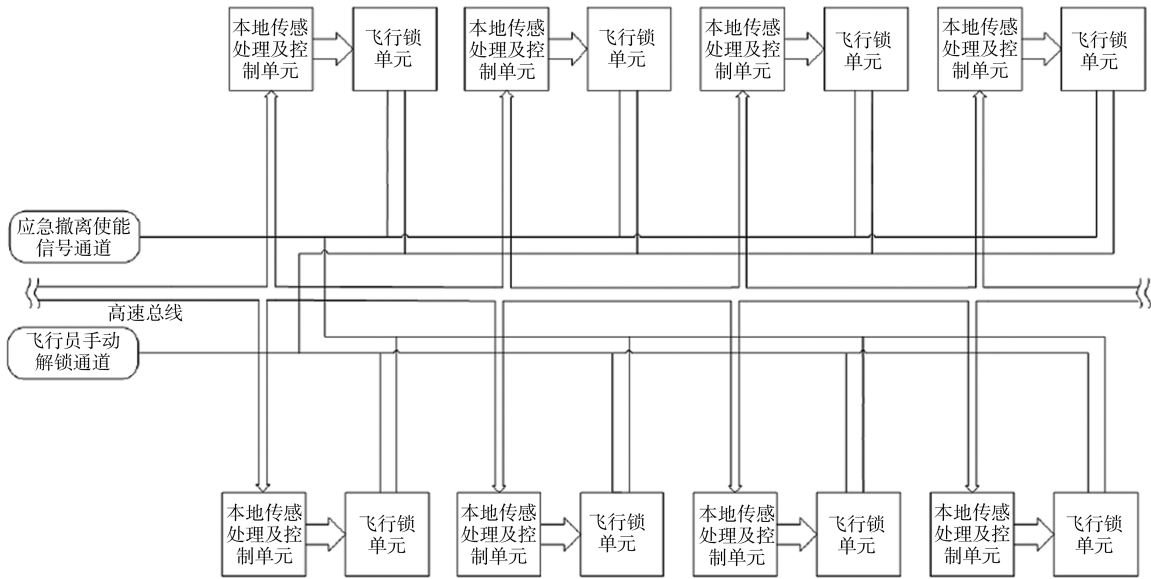 本地传感
处理及控
制单元
飞行锁
单元
本地传感
处理及控
制单元
飞行锁
单元
本地传感
处理及控
制单元
飞行锁
单元
本地传感
处理及控
制单元
飞行锁
单元
应急撤离使能
信号通道
高速总线
飞行员手动
解锁通道
本地传感
处理及控
制单元
飞行锁
单元
本地传感
处理及控
制单元
飞行锁
单元
本地传感
处理及控
制单元
飞行锁
单元
本地传感
处理及控
制单元
飞行锁
单元